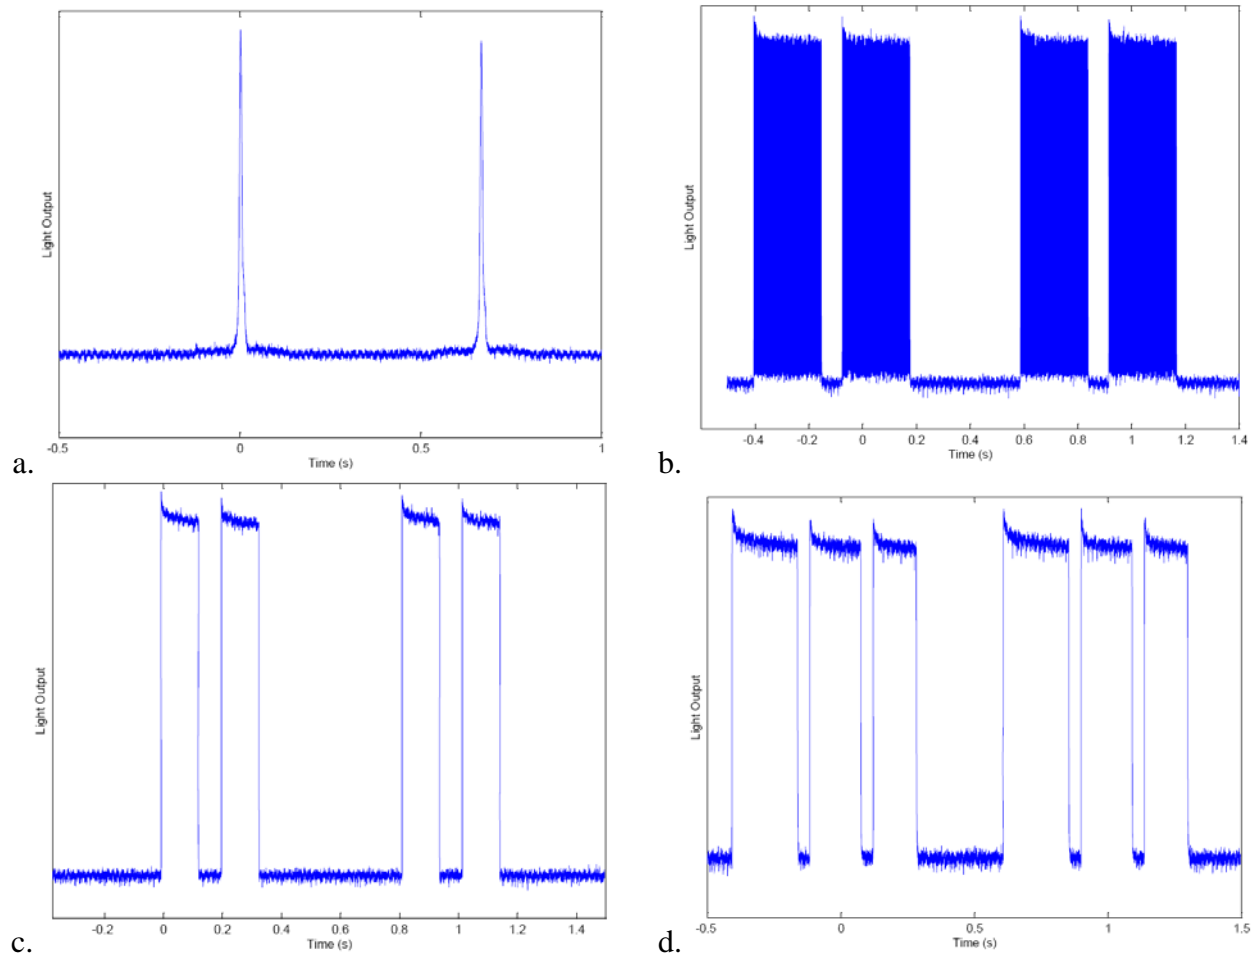 Light Output
-0.5 0 0.5 1
Time (s)
a.
Light Output
-0.4 -0.2 0 0.2 0.4 0.6 0.8 1 1.2 1.4
Time (s)
b.
Light Output
-0.2 0 0.2 0.4 0.6 0.8 1 1.2 1.4
Time (s)
c.
Light Output
-0.5 0 0.5 1 1.5
Time (s)
d.